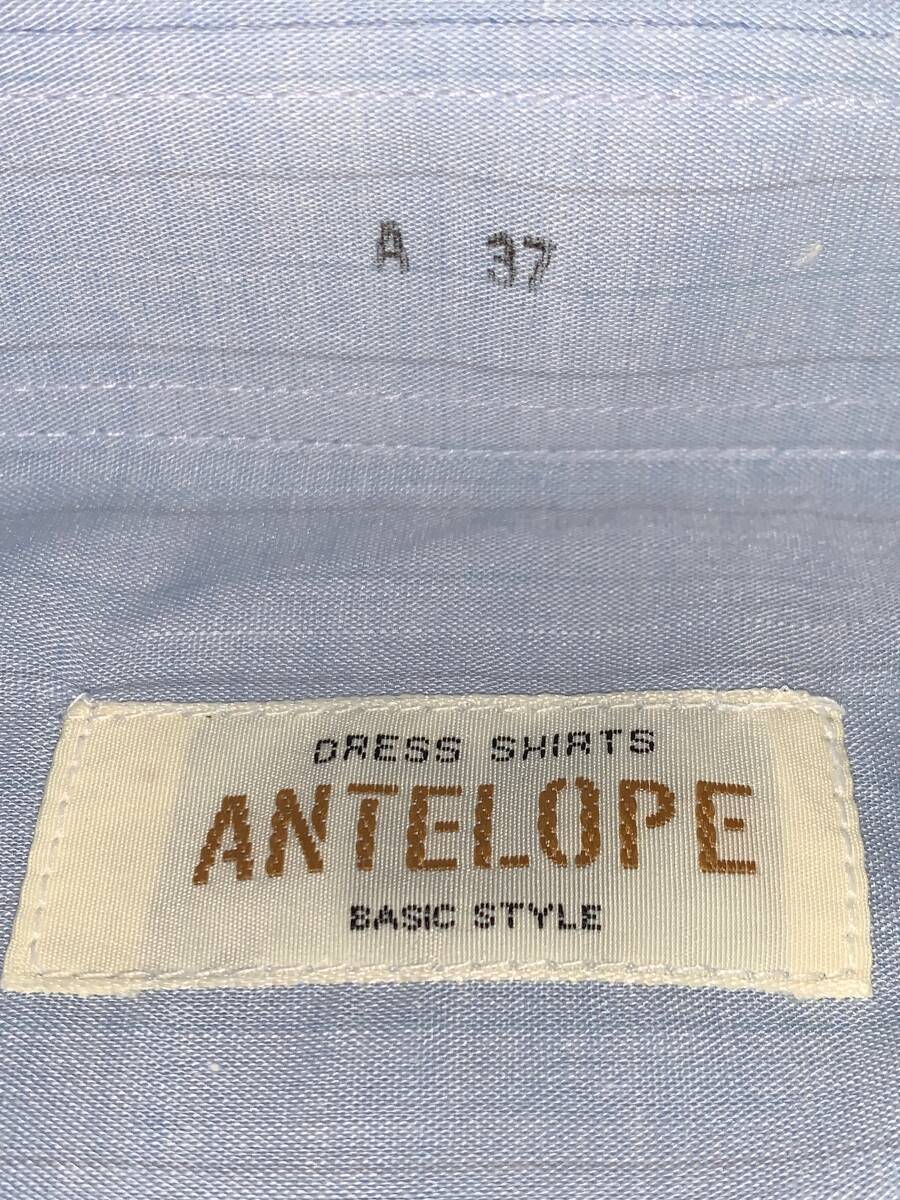 A 37
DRESS SHIRTS
ANTELOPE
BASIC STYLE